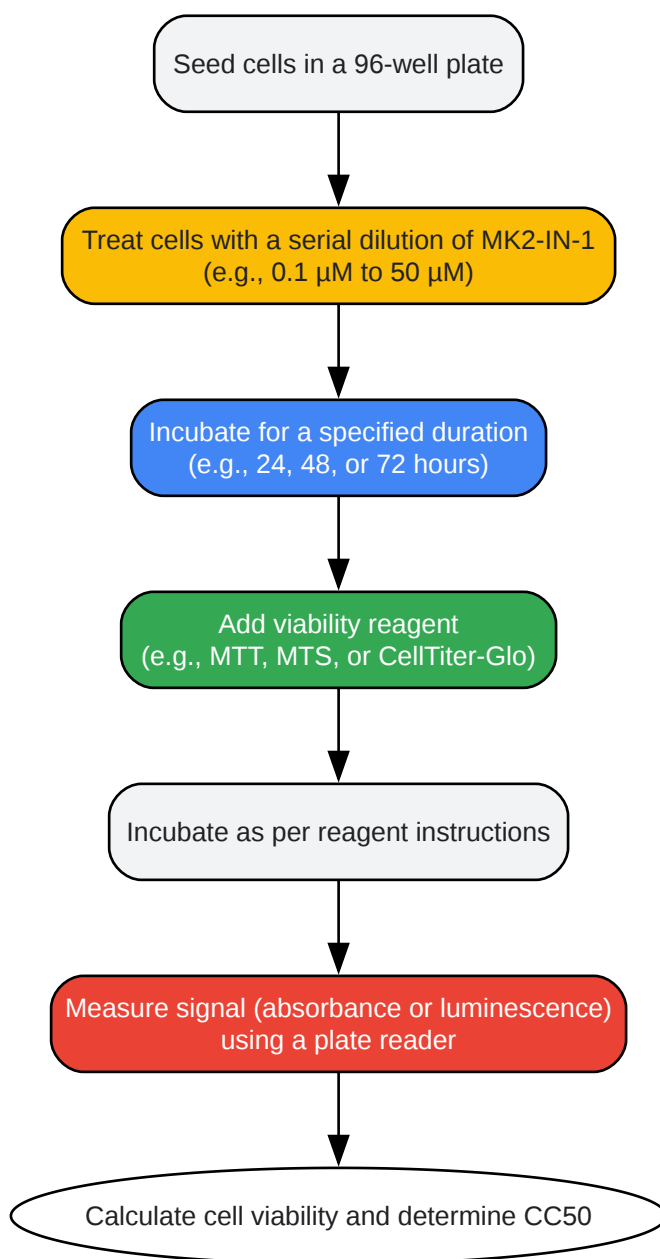 Seed cells in a 96-well plate
Treat cells with a serial dilution of MK2-IN-1
(e.g., 0.1 µM to 50 µM)
Incubate for a specified duration
(e.g., 24, 48, or 72 hours)
Add viability reagent
(e.g., MTT, MTS, or CellTiter-Glo)
Incubate as per reagent instructions
Measure signal (absorbance or luminescence)
using a plate reader
Calculate cell viability and determine CC50